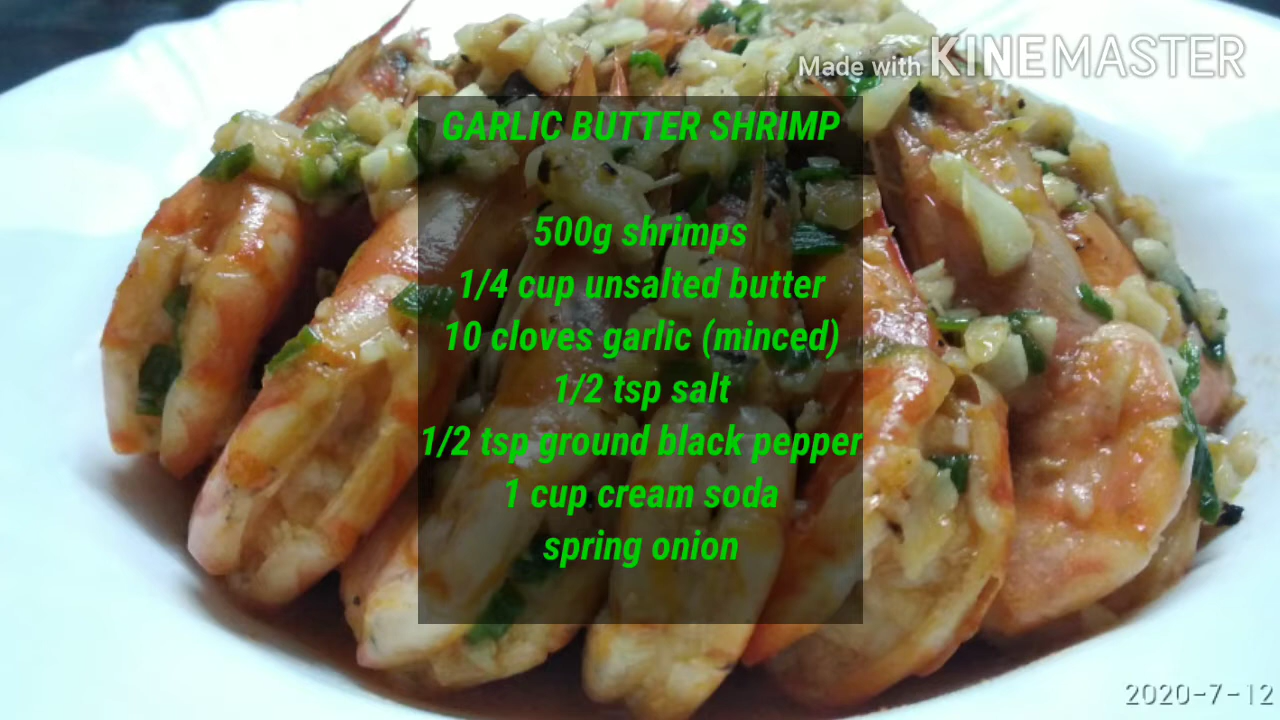 Made with KINEMASTER
GARLIC BUTTER SHRIMP
500g shrimps
1/4 cup unsalted butter
10 cloves garlic (minced)
1/2 tsp salt
1/2 tsp ground black pepper
1 cup cream soda
spring onion
2020-7-12